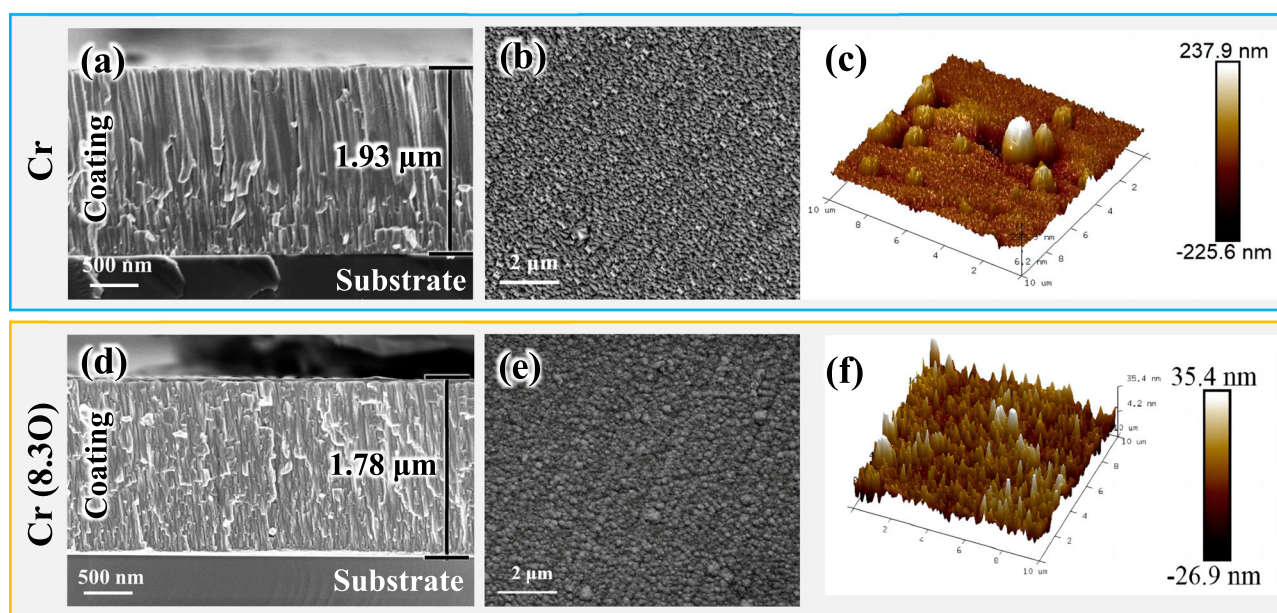 Cr
(a)
Coating
1.93 μm
500 nm
Substrate
(b)
2 μm
(c)
237.9 nm
-225.6 nm
10 um
8
6
4
2
2
4
6
8
10 um
6.2 nm
Cr (8.3O)
(d)
Coating
1.78 μm
500 nm
Substrate
(e)
2 μm
(f)
35.4 nm
-26.9 nm
35.4 nm
4.2 nm
10 um
8
6
4
2
2
4
6
8
10 um